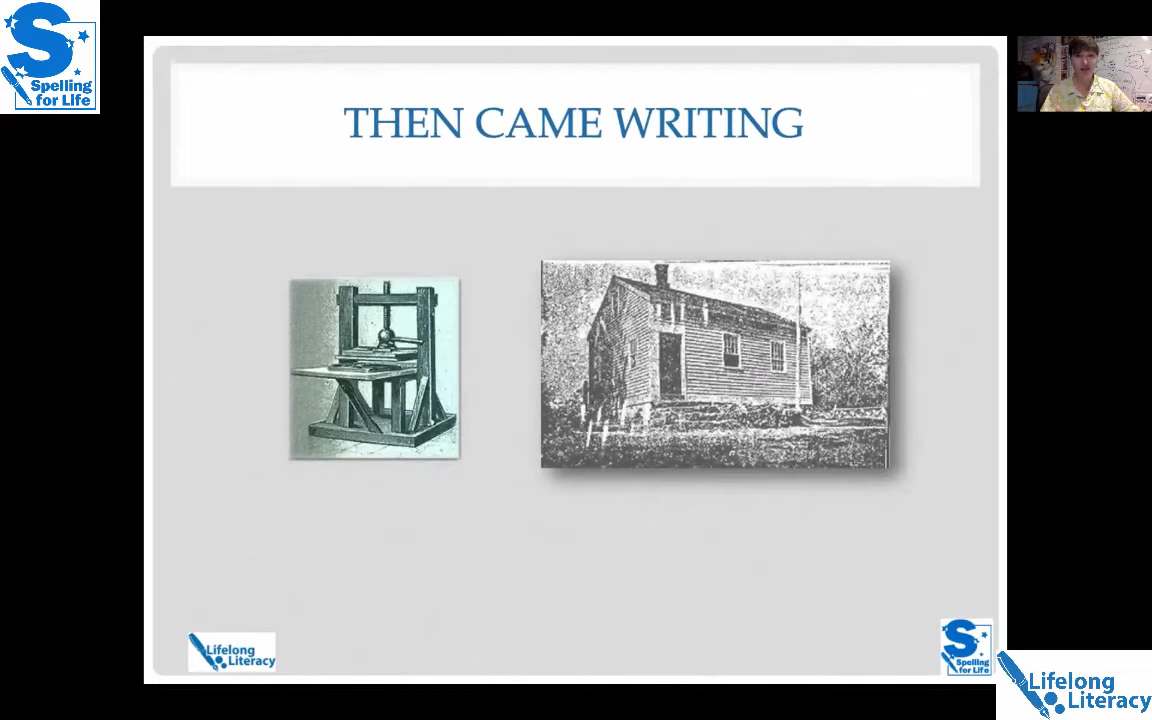 S
Spelling
for Life
THEN CAME WRITING
Lifelong
Literacy
S
Spelling
for Life
Lifelong
Literacy